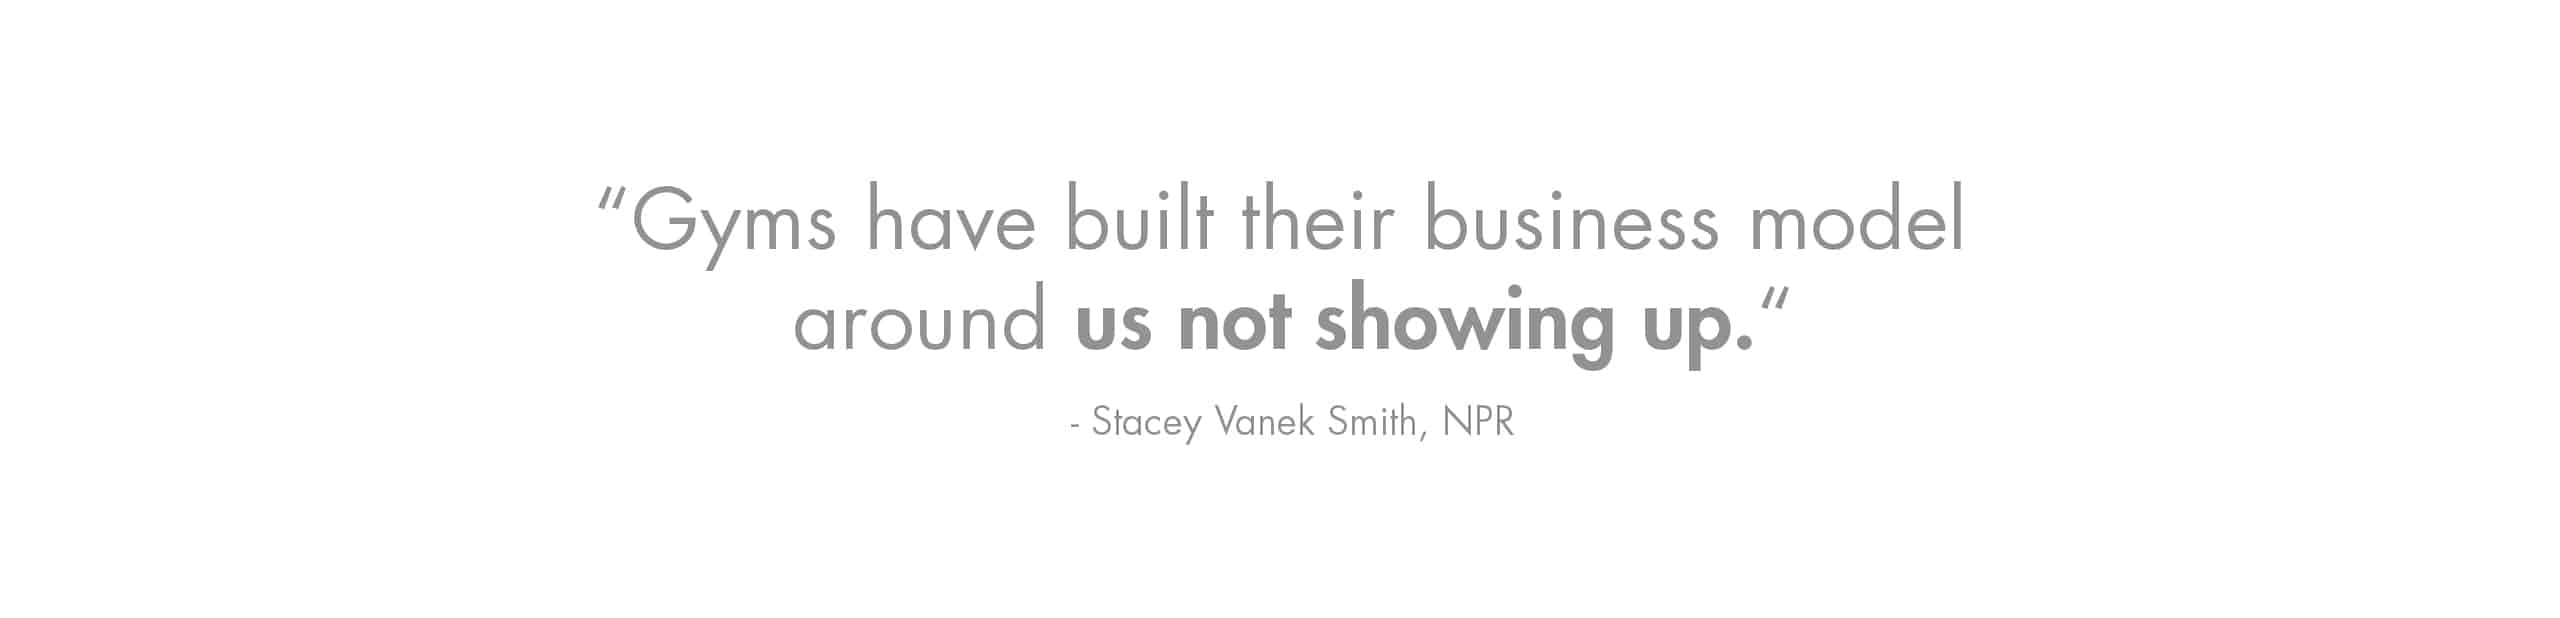 “Gyms have built their business model
around us not showing up.“
- Stacey Vanek Smith, NPR